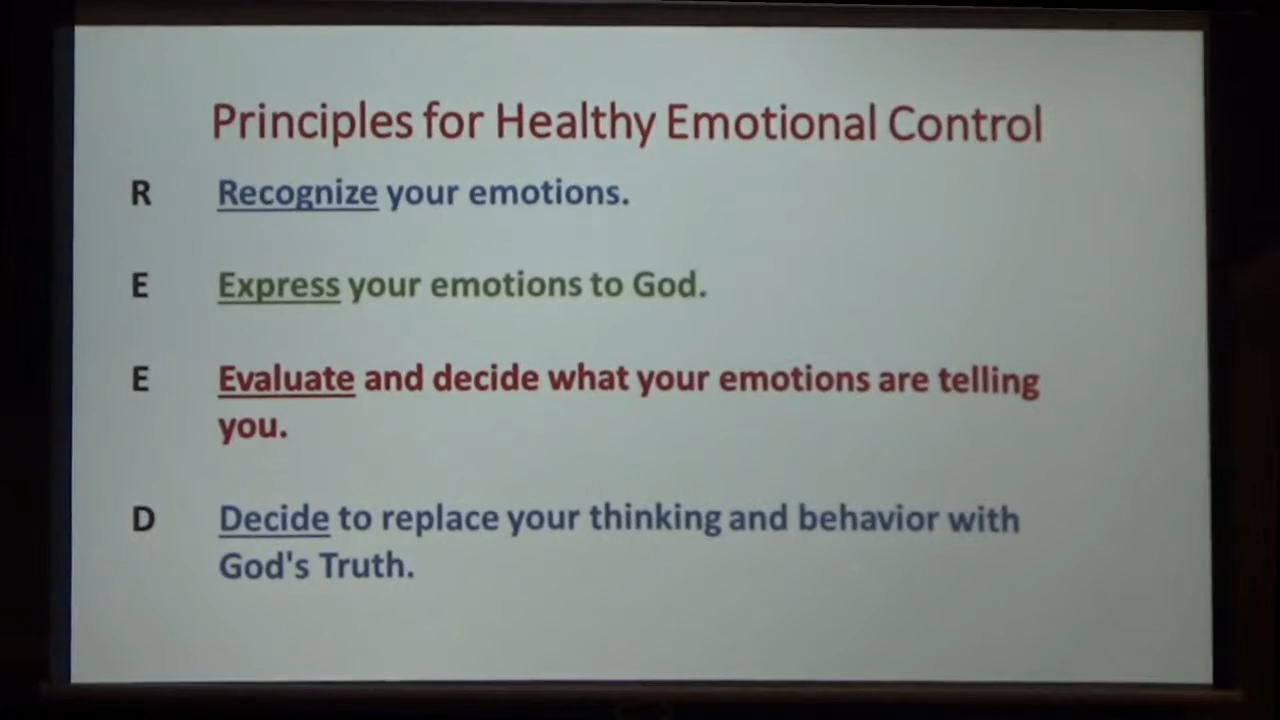 Principles for Healthy Emotional Control
R Recognize your emotions.
E Express your emotions to God.
E Evaluate and decide what your emotions are telling
you.
D Decide to replace your thinking and behavior with
God's Truth.